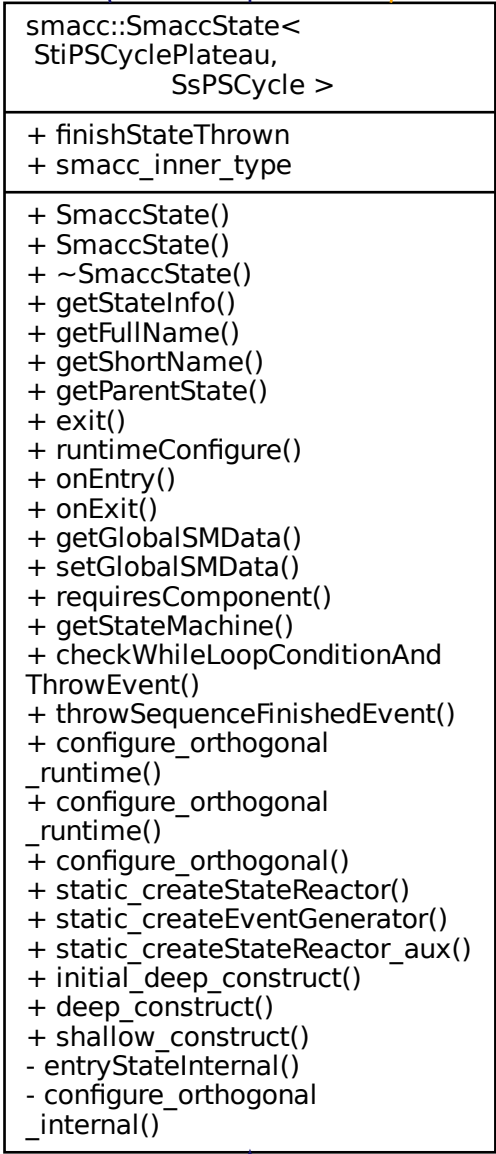 smacc::SmaccState<
StiPSCyclePlateau,
SsPSCycle >
+ finishStateThrown
+ smacc_inner_type
+ SmaccState()
+ SmaccState()
+ ~SmaccState()
+ getStateInfo()
+ getFullName()
+ getShortName()
+ getParentState()
+ exit()
+ runtimeConfigure()
+ onEntry()
+ onExit()
+ getGlobalSMData()
+ setGlobalSMData()
+ requiresComponent()
+ getStateMachine()
+ checkWhileLoopConditionAnd
ThrowEvent()
+ throwSequenceFinishedEvent()
+ configure_orthogonal
_runtime()
+ configure_orthogonal
_runtime()
+ configure_orthogonal()
+ static_createStateReactor()
+ static_createEventGenerator()
+ static_createStateReactor_aux()
+ initial_deep_construct()
+ deep_construct()
+ shallow_construct()
- entryStateInternal()
- configure_orthogonal
_internal()